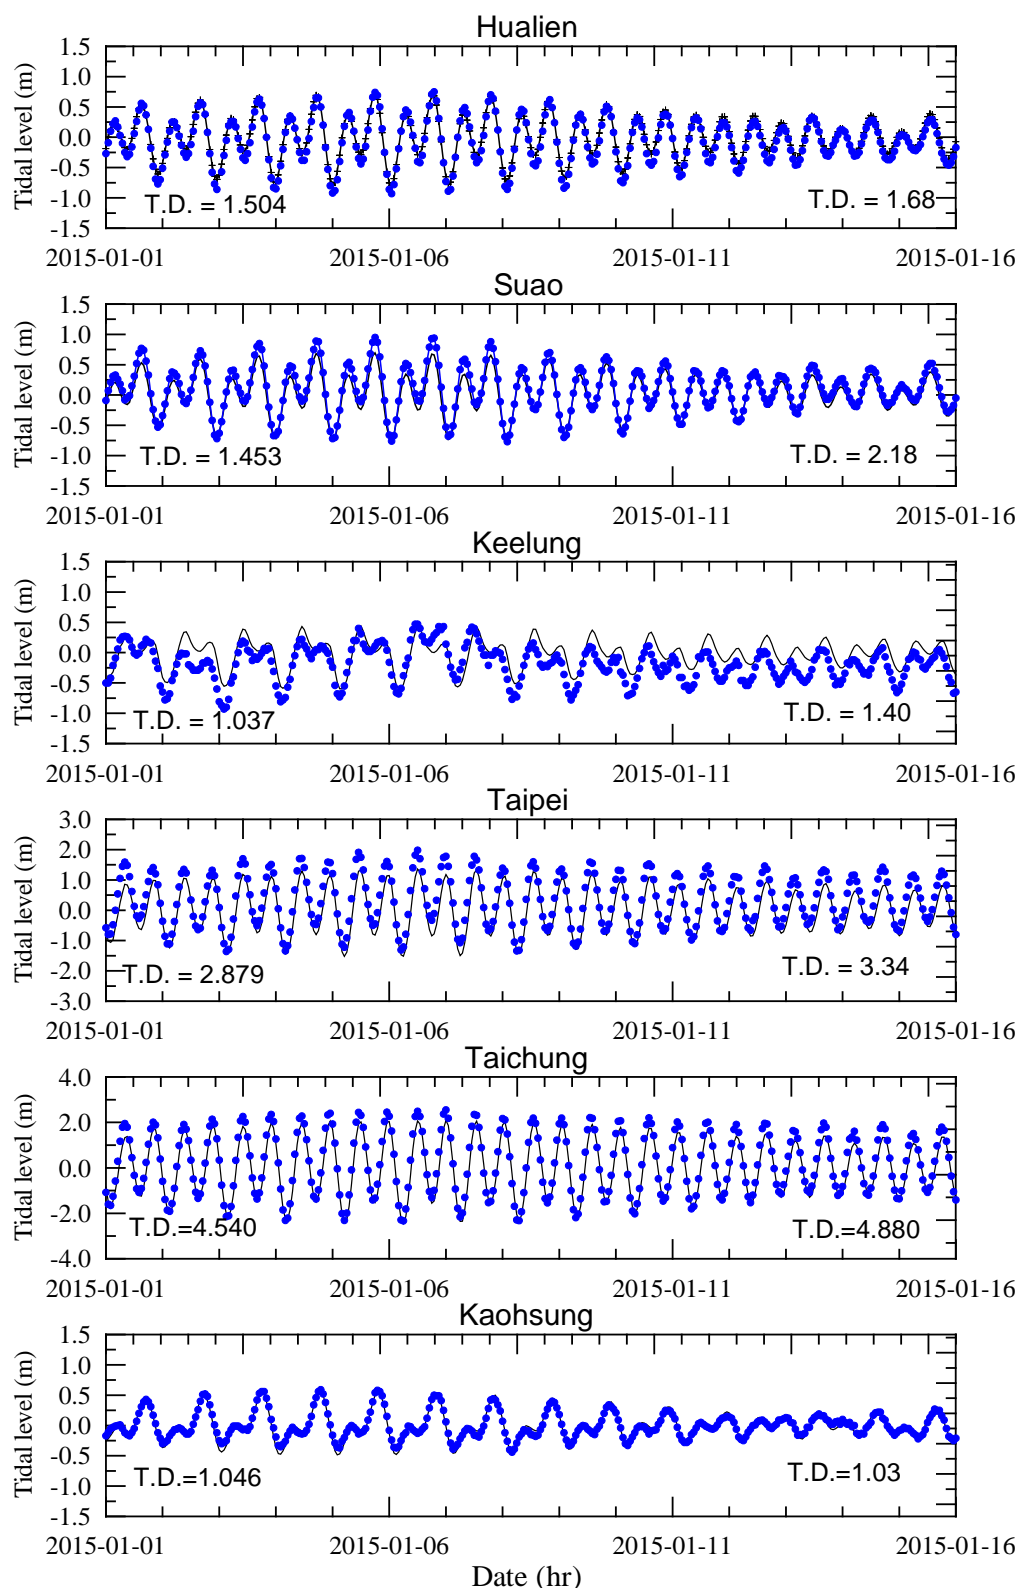 Hualien
1.5
1.0
0.5
0.0
-0.5
-1.0
-1.5
Tidal level (m)
T.D. = 1.504
T.D. = 1.68
2015-01-01 2015-01-06 2015-01-11 2015-01-16
Suao
1.5
1.0
0.5
0.0
-0.5
-1.0
-1.5
Tidal level (m)
T.D. = 1.453
T.D. = 2.18
2015-01-01 2015-01-06 2015-01-11 2015-01-16
Keelung
1.5
1.0
0.5
0.0
-0.5
-1.0
-1.5
Tidal level (m)
T.D. = 1.037
T.D. = 1.40
2015-01-01 2015-01-06 2015-01-11 2015-01-16
Taipei
3.0
2.0
1.0
0.0
-1.0
-2.0
-3.0
Tidal level (m)
T.D. = 2.879
T.D. = 3.34
2015-01-01 2015-01-06 2015-01-11 2015-01-16
Taichung
4.0
2.0
0.0
-2.0
-4.0
Tidal level (m)
T.D.=4.540
T.D.=4.880
2015-01-01 2015-01-06 2015-01-11 2015-01-16
Kaohsung
1.5
1.0
0.5
0.0
-0.5
-1.0
-1.5
Tidal level (m)
T.D.=1.046
T.D.=1.03
2015-01-01 2015-01-06 2015-01-11 2015-01-16
Date (hr)